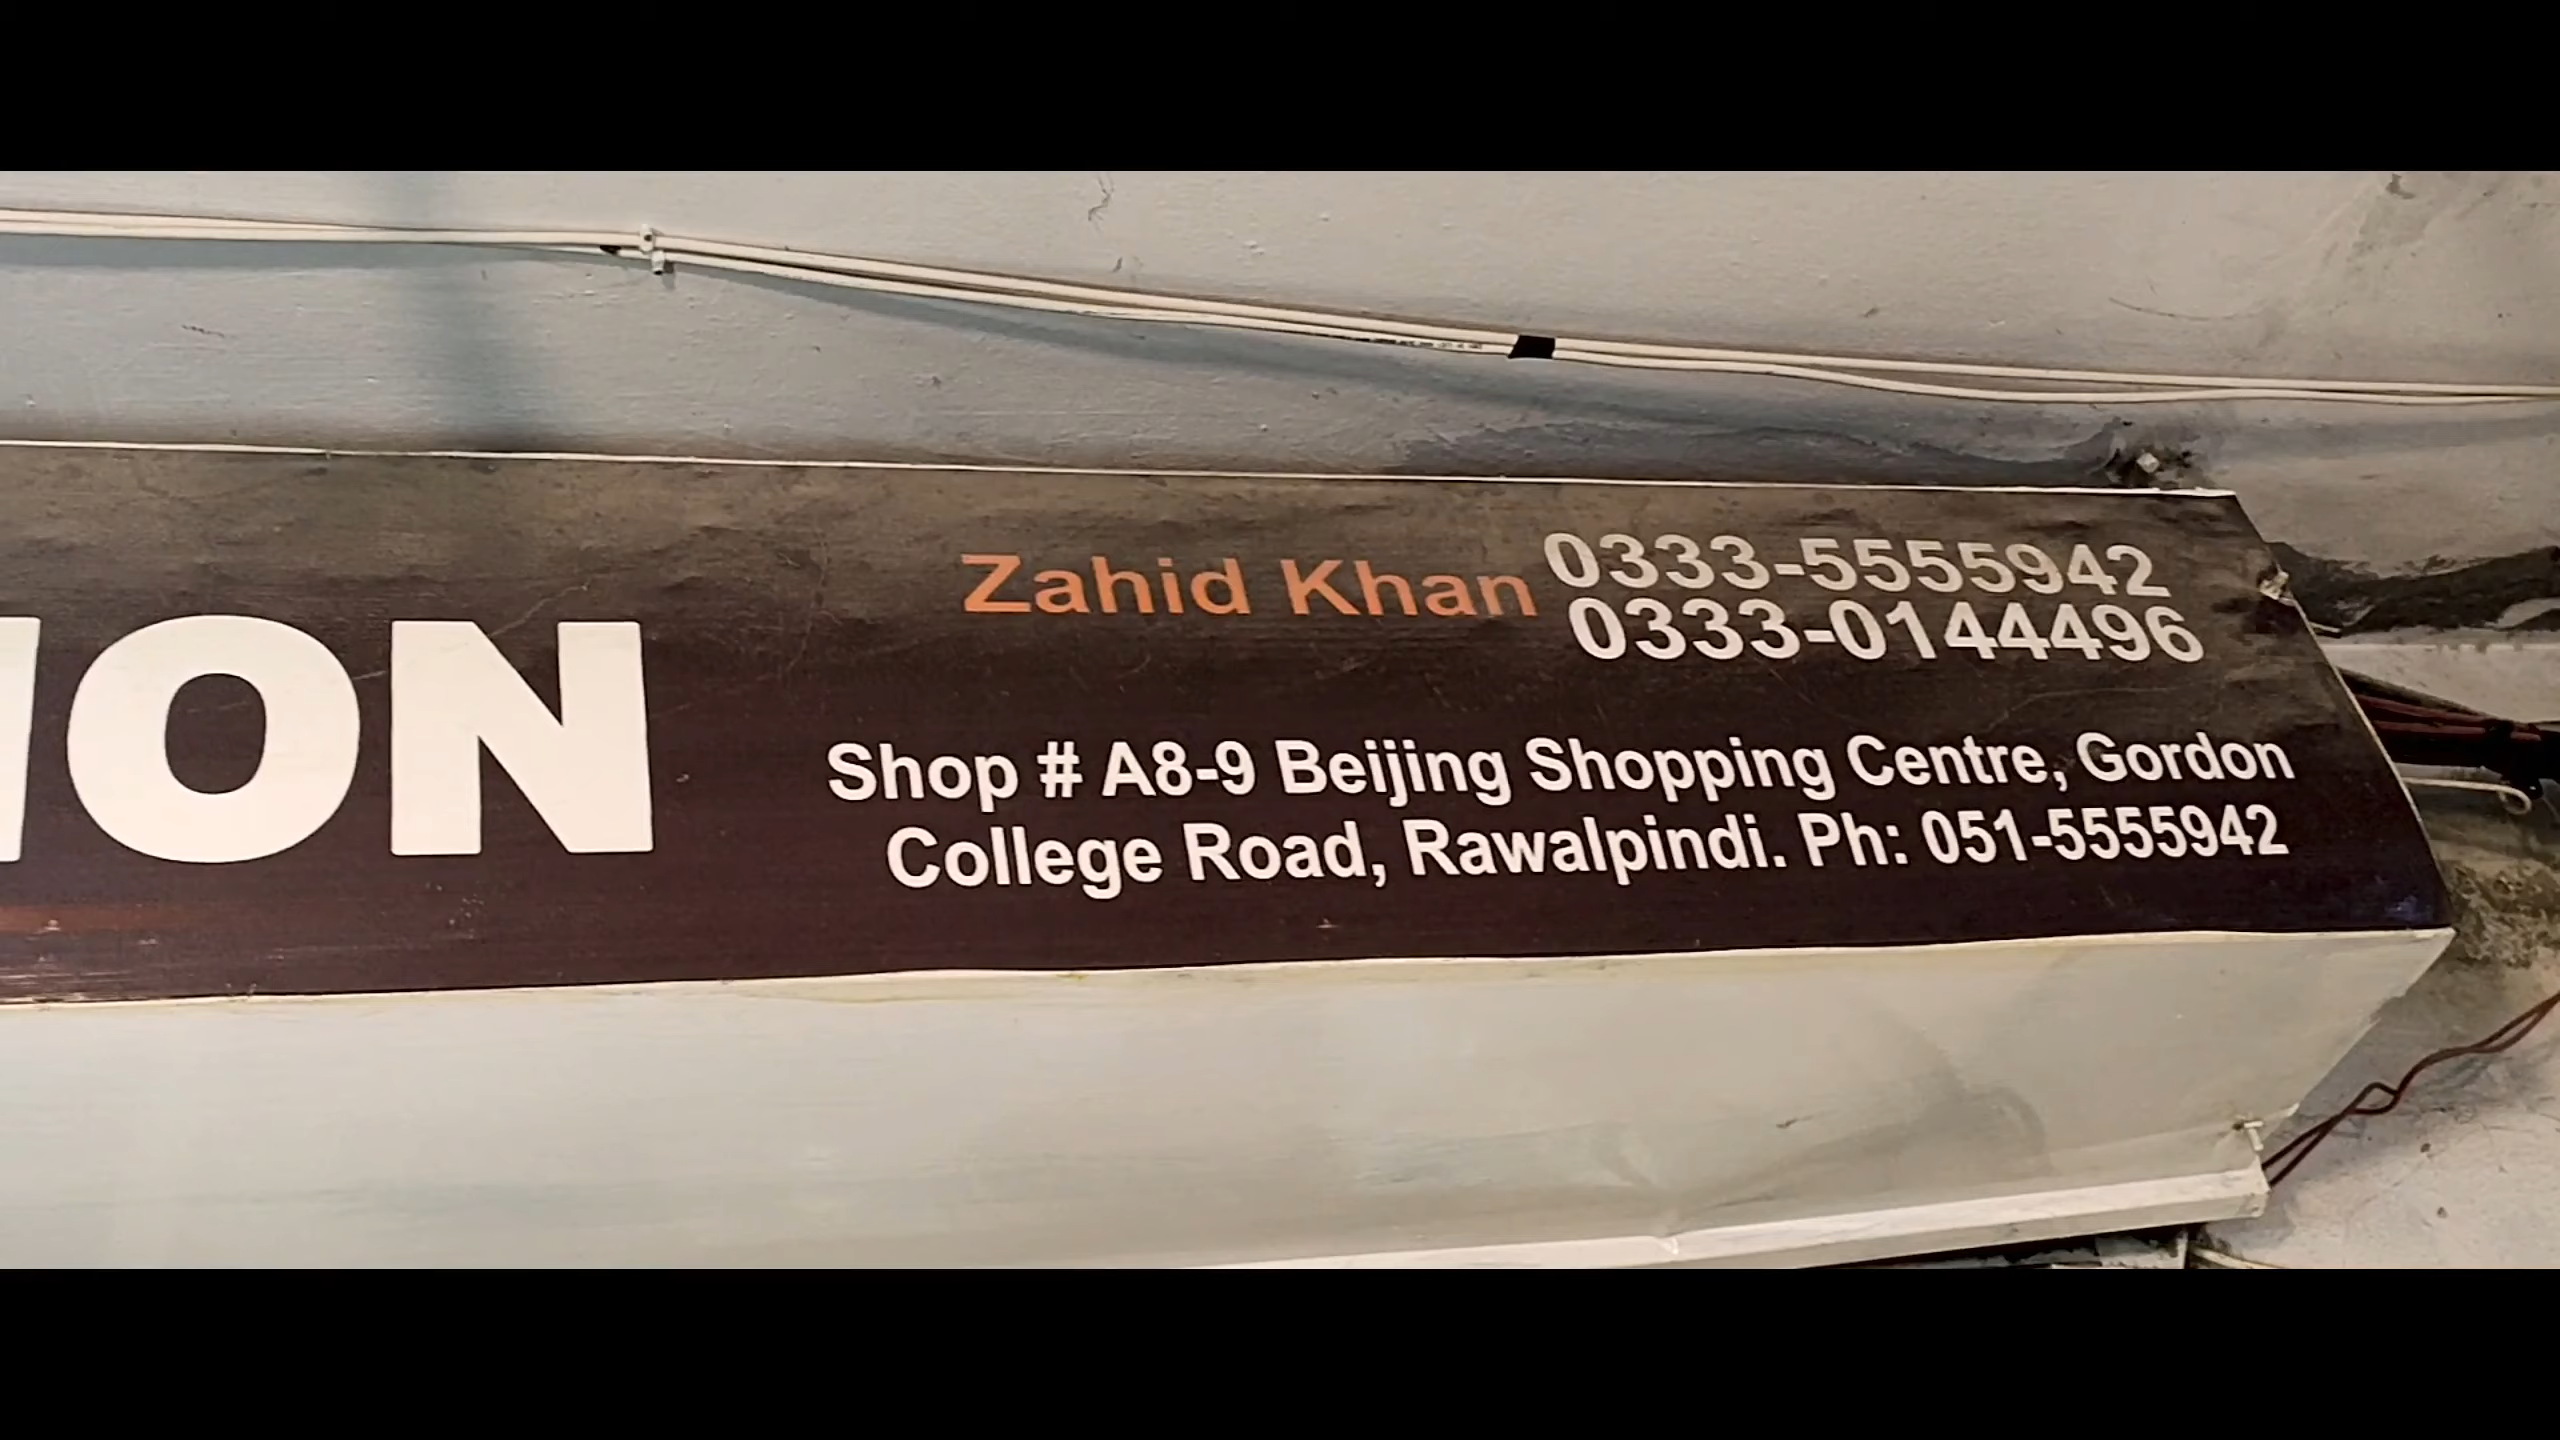 ION
Zahid Khan 0333-5555942
0333-0144496
Shop # A8-9 Beijing Shopping Centre, Gordon
College Road, Rawalpindi. Ph: 051-5555942